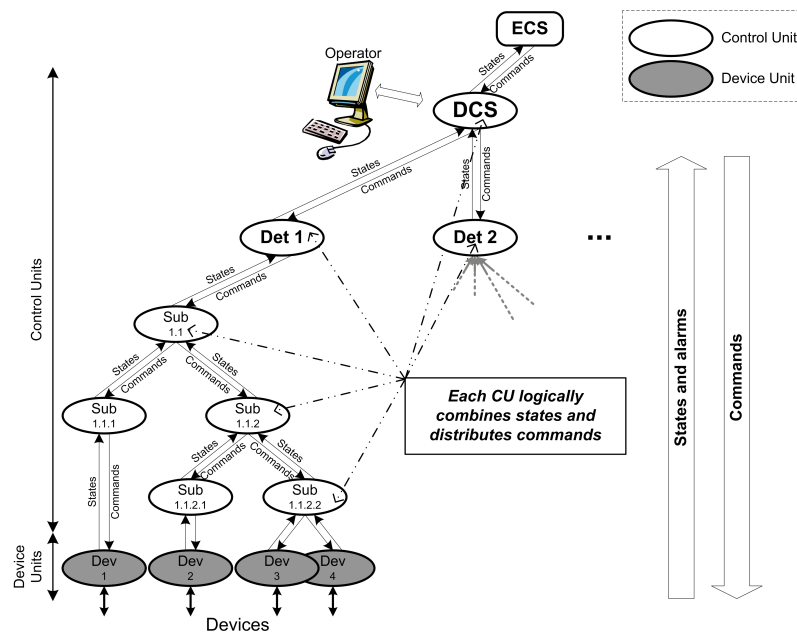 ECS
Control Unit
Device Unit
Operator
States
Commands
DCS
States
Commands
States
Commands
Det 1
Det 2
...
States
Commands
Control Units
Sub
1.1
States
Commands
States
Commands
Each CU logically
combines states and
distributes commands
States and alarms
Commands
Sub
1.1.1
Sub
1.1.2
States
Commands
States
Commands
States
Commands
Sub
1.1.2.1
Sub
1.1.2.2
Device
Units
Dev
1
Dev
2
Dev
3
Dev
4
Devices